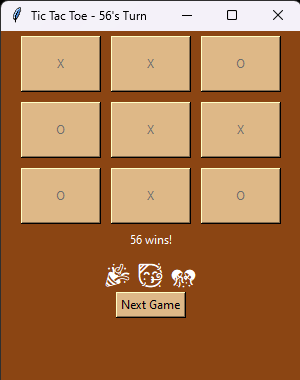 Tic Tac Toe - 56's Turn
X X O
O X X
O X O
56 wins!
🎉 🥳 🎊
Next Game